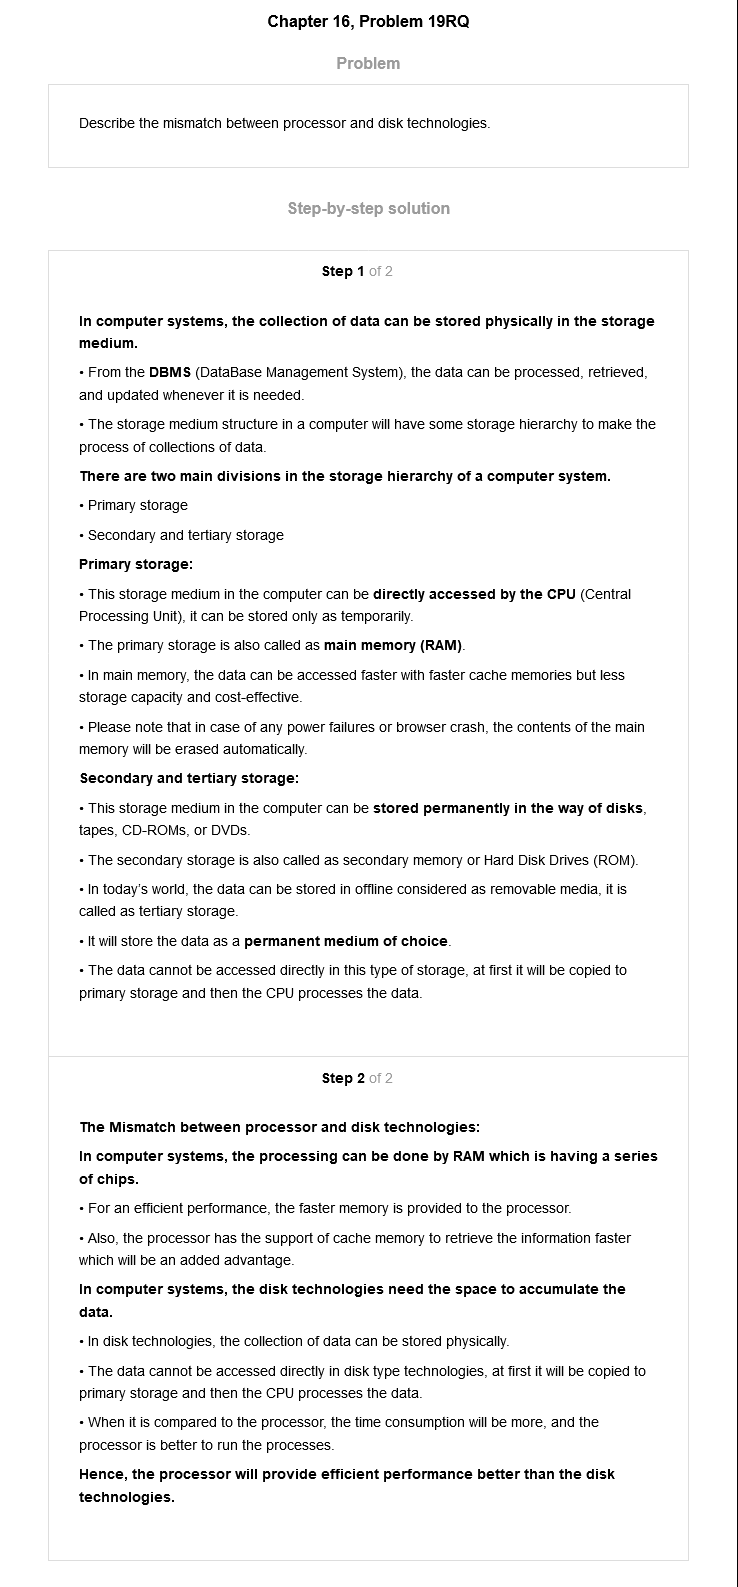 Chapter 16, Problem 19RQ
Problem
Describe the mismatch between processor and disk technologies.
Step-by-step solution
Step 1 of 2
In computer systems, the collection of data can be stored physically in the storage
medium.
• From the DBMS (DataBase Management System), the data can be processed, retrieved,
and updated whenever it is needed.
• The storage medium structure in a computer will have some storage hierarchy to make the
process of collections of data.
There are two main divisions in the storage hierarchy of a computer system.
• Primary storage
• Secondary and tertiary storage
Primary storage:
• This storage medium in the computer can be directly accessed by the CPU (Central
Processing Unit), it can be stored only as temporarily.
• The primary storage is also called as main memory (RAM).
• In main memory, the data can be accessed faster with faster cache memories but less
storage capacity and cost-effective.
• Please note that in case of any power failures or browser crash, the contents of the main
memory will be erased automatically.
Secondary and tertiary storage:
• This storage medium in the computer can be stored permanently in the way of disks,
tapes, CD-ROMs, or DVDs.
• The secondary storage is also called as secondary memory or Hard Disk Drives (ROM).
• In today's world, the data can be stored in offline considered as removable media, it is
called as tertiary storage.
• It will store the data as a permanent medium of choice.
• The data cannot be accessed directly in this type of storage, at first it will be copied to
primary storage and then the CPU processes the data.
Step 2 of 2
The Mismatch between processor and disk technologies:
In computer systems, the processing can be done by RAM which is having a series
of chips.
• For an efficient performance, the faster memory is provided to the processor.
• Also, the processor has the support of cache memory to retrieve the information faster
which will be an added advantage.
In computer systems, the disk technologies need the space to accumulate the
data.
• In disk technologies, the collection of data can be stored physically.
• The data cannot be accessed directly in disk type technologies, at first it will be copied to
primary storage and then the CPU processes the data.
• When it is compared to the processor, the time consumption will be more, and the
processor is better to run the processes.
Hence, the processor will provide efficient performance better than the disk
technologies.